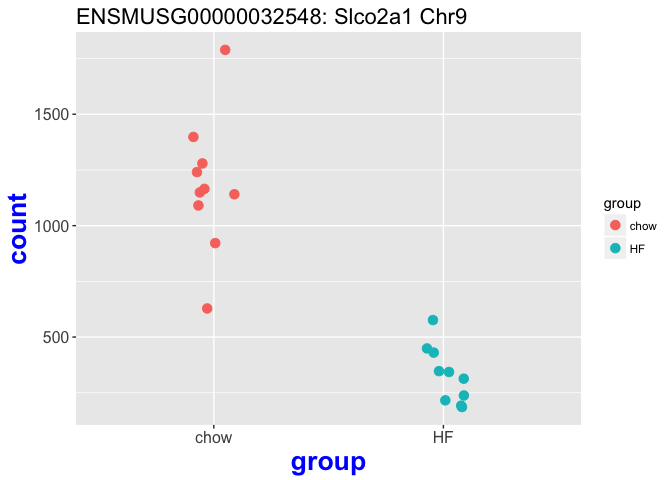 ENSMUSG00000032548: Slco2a1 Chr9
count
1500
1000
500
chow
HF
group
group
chow
HF